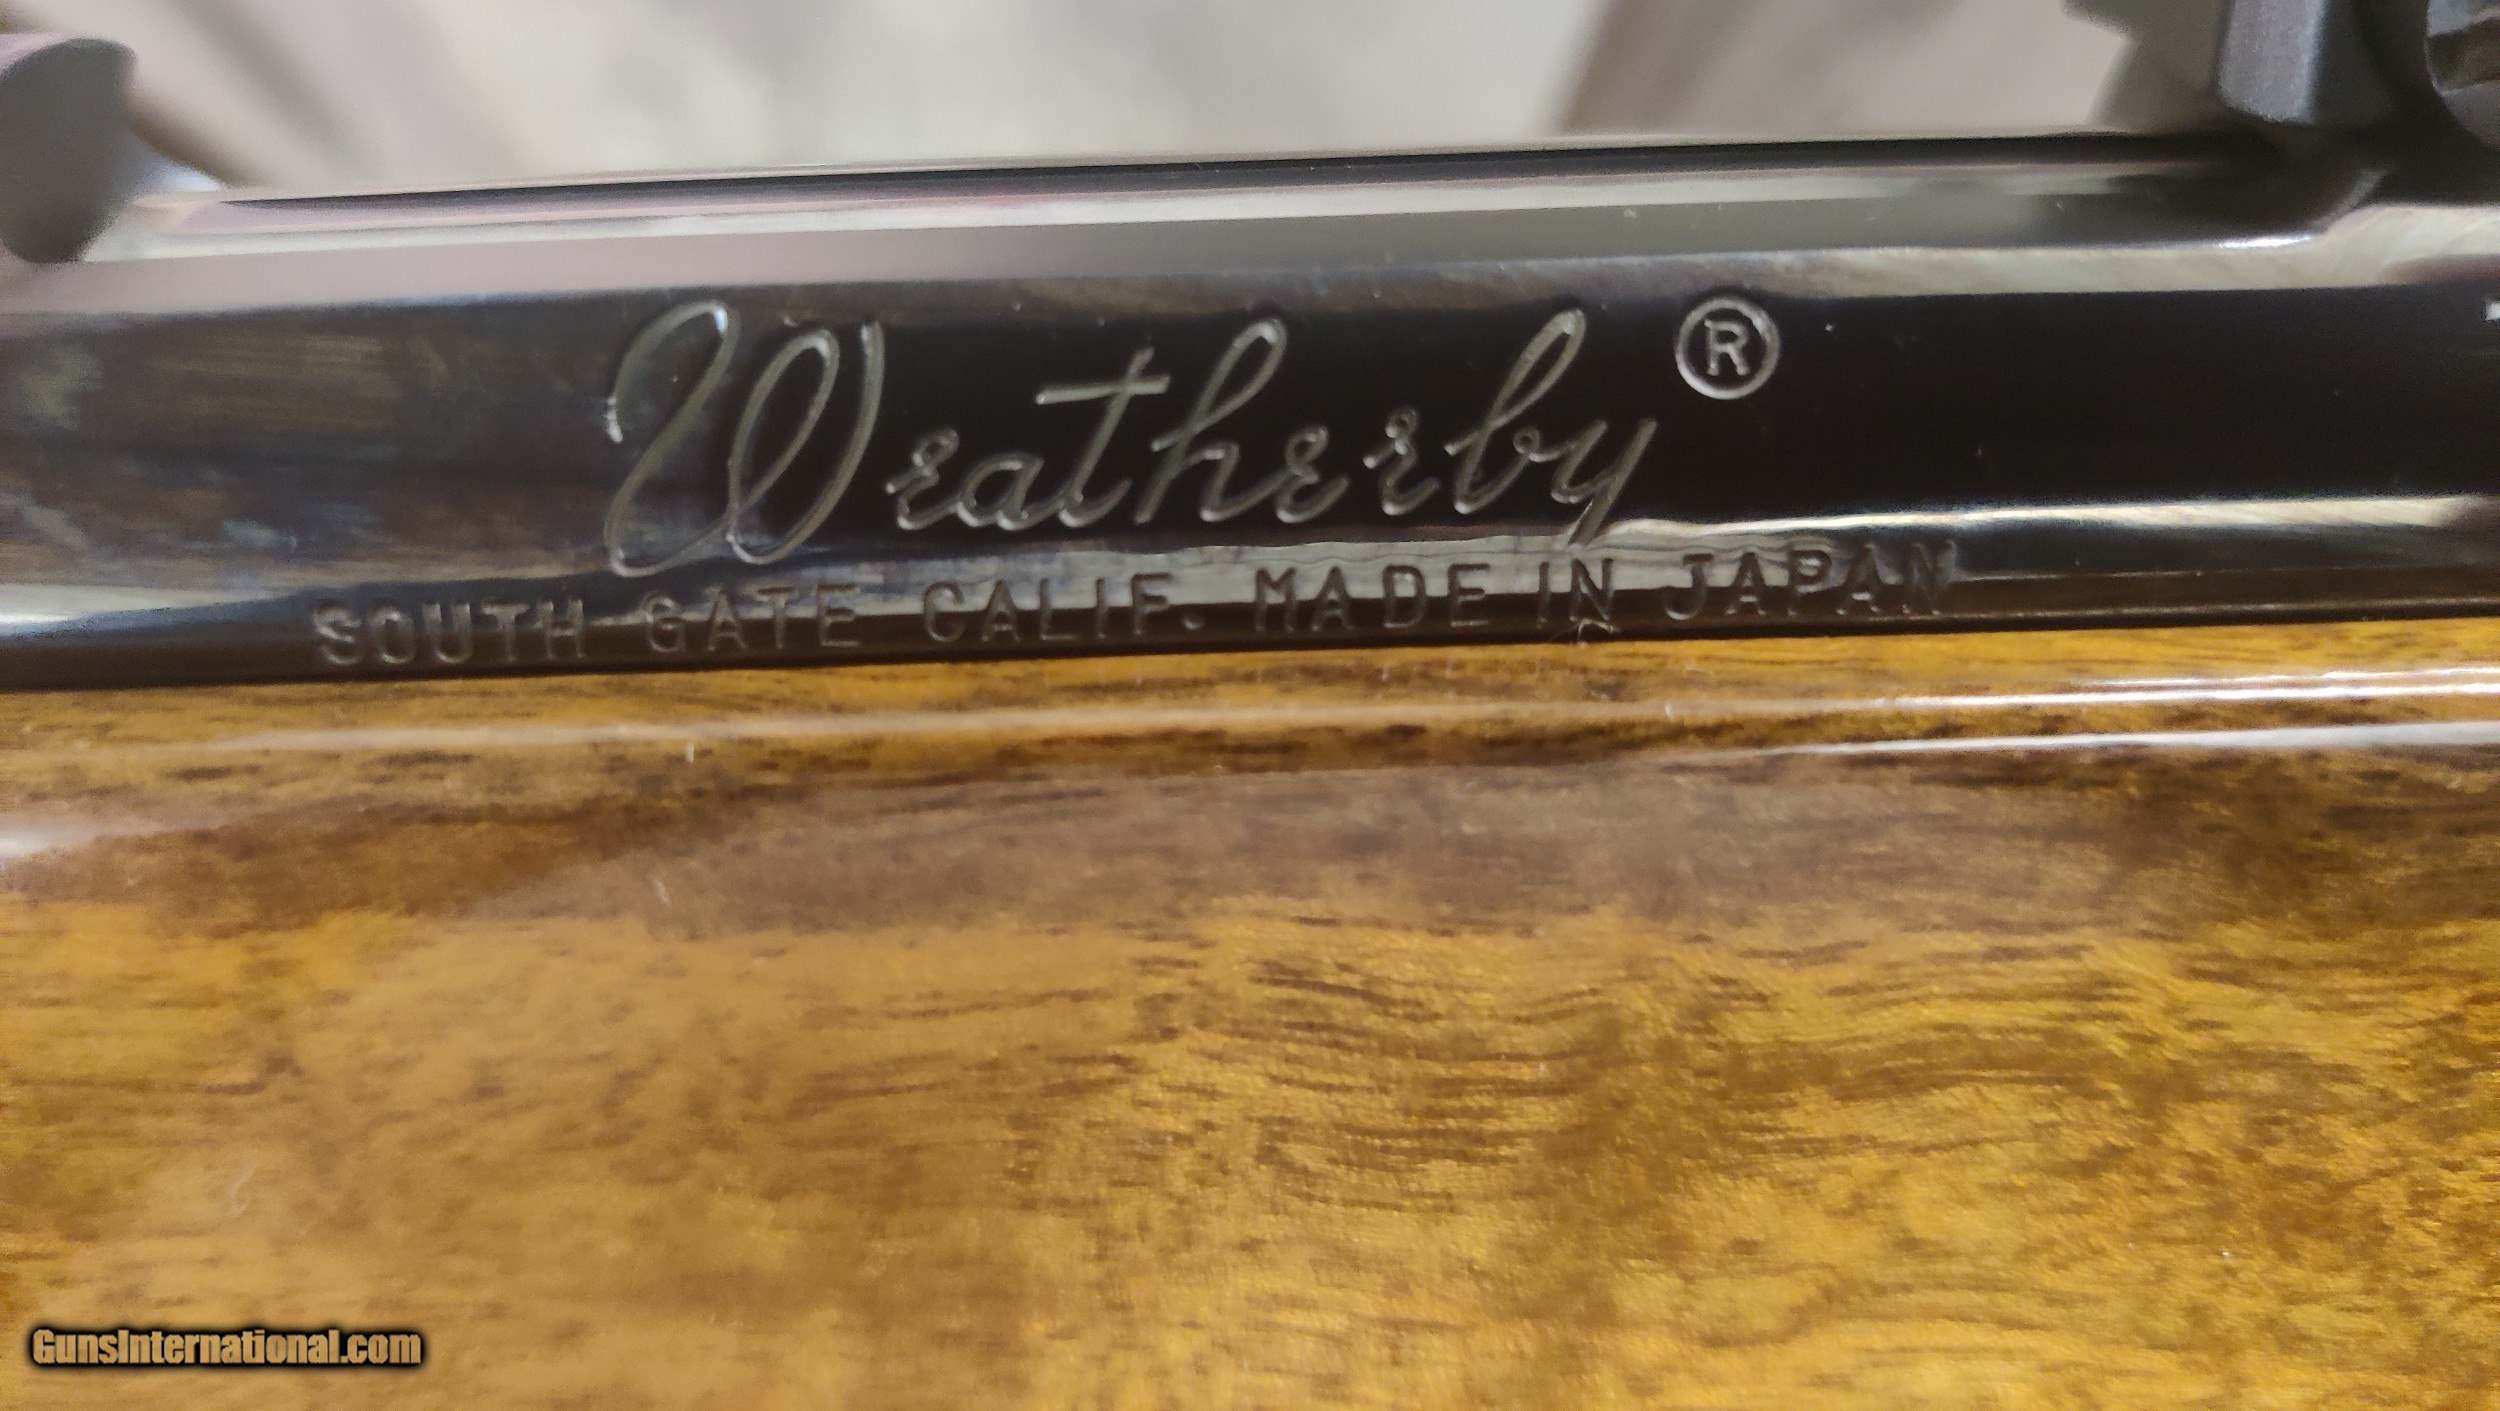 Weatherby®
SOUTH GATE CALIF. MADE IN JAPAN
GunsInternational.com